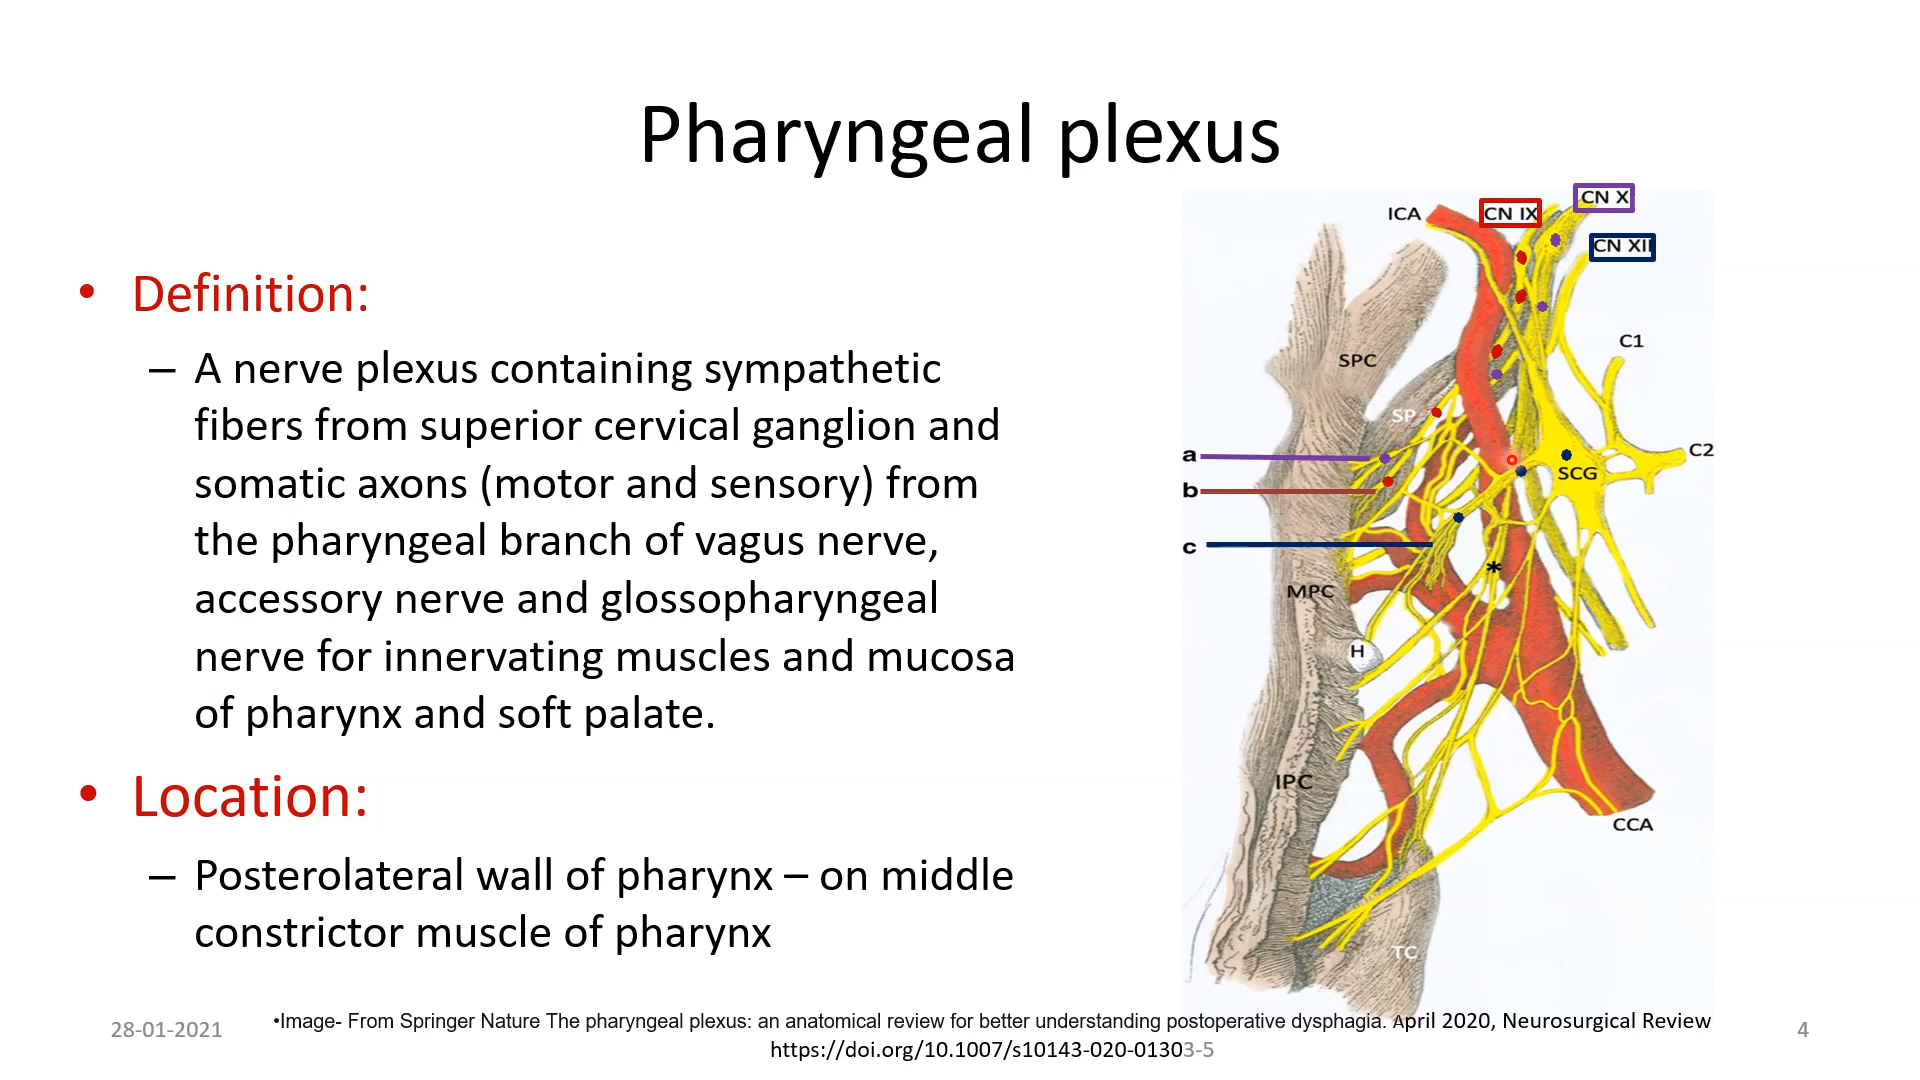 Pharyngeal plexus
• Definition:
– A nerve plexus containing sympathetic
fibers from superior cervical ganglion and
somatic axons (motor and sensory) from
the pharyngeal branch of vagus nerve,
accessory nerve and glossopharyngeal
nerve for innervating muscles and mucosa
of pharynx and soft palate.
• Location:
– Posterolateral wall of pharynx – on middle
constrictor muscle of pharynx
CN X
ICA
CN IX
CN XII
C1
SPC
SP
C2
a
SCG
b
c
*
MPC
H
IPC
CCA
TC
28-01-2021
•Image- From Springer Nature The pharyngeal plexus: an anatomical review for better understanding postoperative dysphagia. April 2020, Neurosurgical Review
https://doi.org/10.1007/s10143-020-01303-5
4